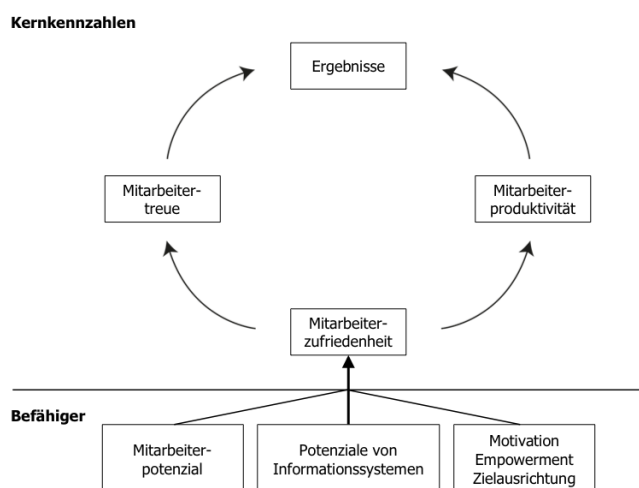 Kernkennzahlen
Ergebnisse
Mitarbeiter-
treue
Mitarbeiter-
produktivität
Mitarbeiter-
zufriedenheit
Befähiger
Mitarbeiter-
potenzial
Potenziale von
Informationssystemen
Motivation
Empowerment
Zielausrichtung